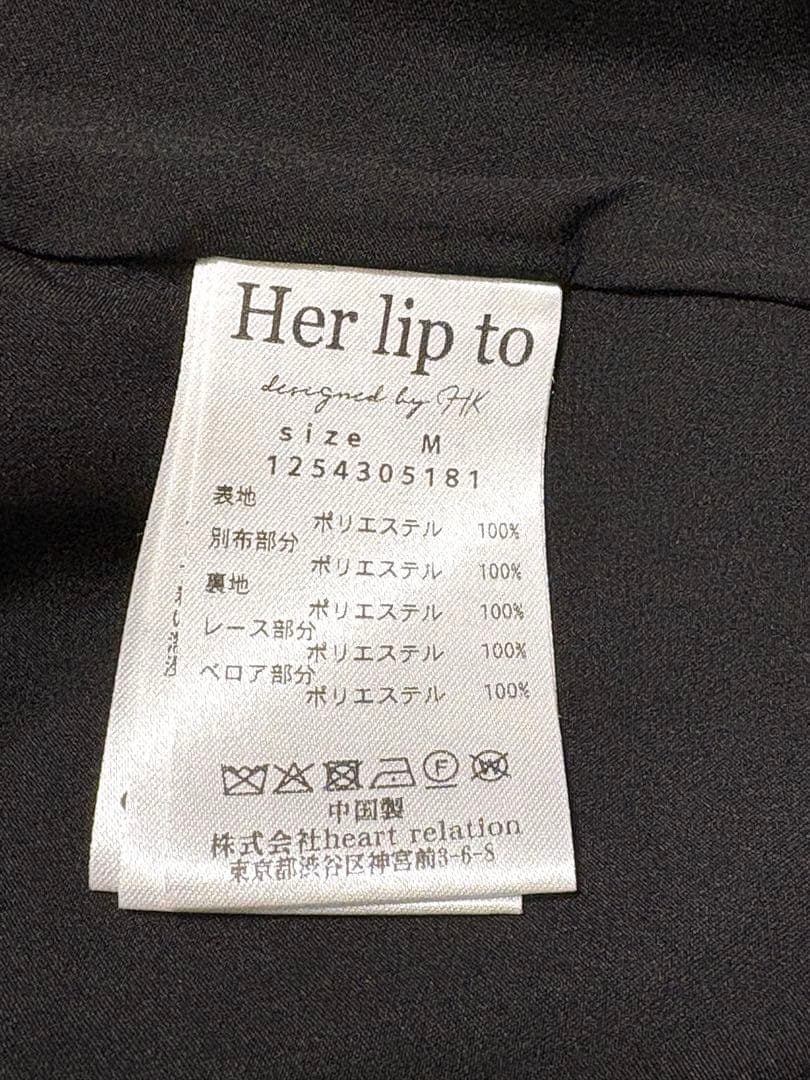 Her lip to
designed by HK
size M
1254305181
表地
ポリエステル 100%
別布部分
ポリエステル 100%
裏地
ポリエステル 100%
レース部分
ポリエステル 100%
ベロア部分
ポリエステル 100%
F W
中国製
株式会社heart relation
東京都渋谷区神宮前3-6-8